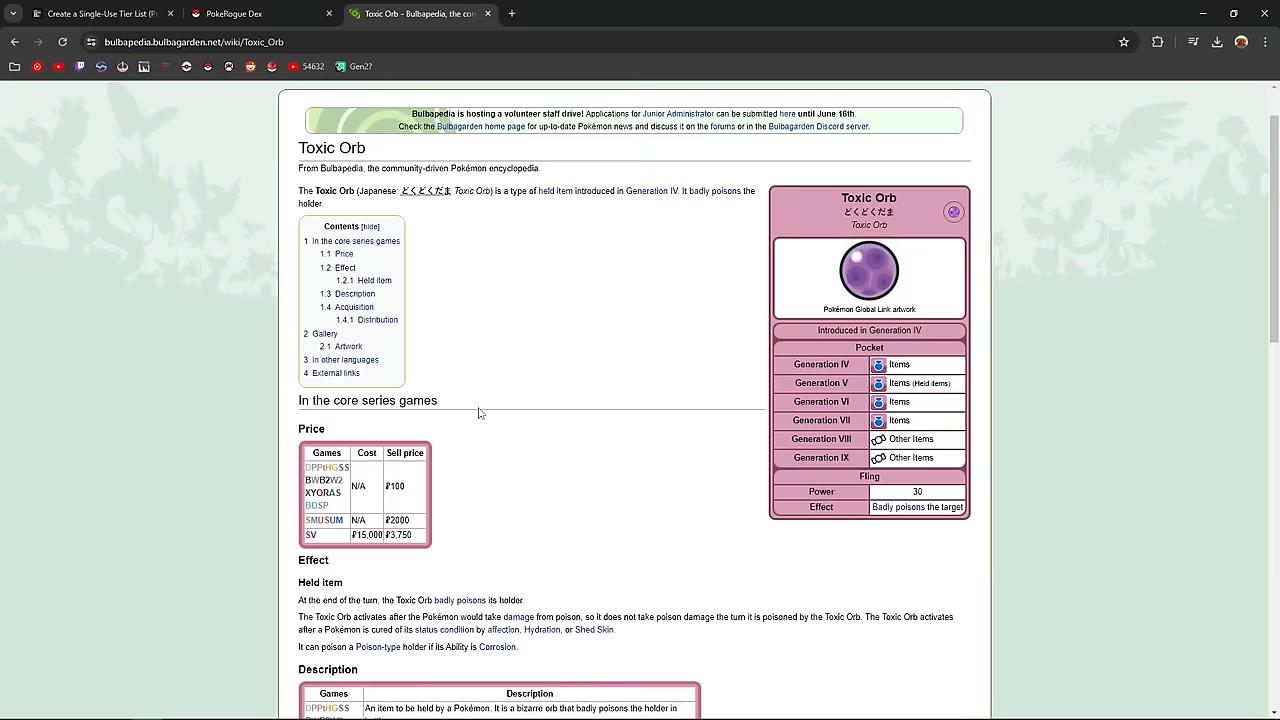 Create a Single-Use Tier List (P
PokeRogue Dex
Toxic Orb - Bulbapedia, the con
bulbapedia.bulbagarden.net/wiki/Toxic_Orb
54632
Gen2?
Bulbapedia is hosting a volunteer staff drive! Applications for Junior Administrator can be submitted here until June 16th.
Check the Bulbagarden home page for up-to-date Pokémon news and discuss it on the forums or in the Bulbagarden Discord server.
Toxic Orb
From Bulbapedia, the community-driven Pokémon encyclopedia.
The Toxic Orb (Japanese: どくどくだま Toxic Orb) is a type of held item introduced in Generation IV. It badly poisons the
holder.
Contents [hide]
1 In the core series games
1.1 Price
1.2 Effect
1.2.1 Held item
1.3 Description
1.4 Acquisition
1.4.1 Distribution
2 Gallery
2.1 Artwork
3 In other languages
4 External links
Toxic Orb
どくどくだま
Toxic Orb
Pokémon Global Link artwork
Introduced in Generation IV
Pocket
Generation IV Items
Generation V Items (Held items)
Generation VI Items
Generation VII Items
Generation VIII Other Items
Generation IX Other Items
Fling
Power 30
Effect Badly poisons the target
In the core series games
Price
Games Cost Sell price
DPPtHGSS
BWB2W2
XYORAS
BDSP
N/A ₽100
SMUSUM N/A ₽2000
SV ₽15,000 ₽3,750
Effect
Held item
At the end of the turn, the Toxic Orb badly poisons its holder.
The Toxic Orb activates after the Pokémon would take damage from poison, so it does not take poison damage the turn it is poisoned by the Toxic Orb. The Toxic Orb activates
after a Pokémon is cured of its status condition by affection, Hydration, or Shed Skin.
It can poison a Poison-type holder if its Ability is Corrosion.
Description
Games Description
DPPtHGSS An item to be held by a Pokémon. It is a bizarre orb that badly poisons the holder in